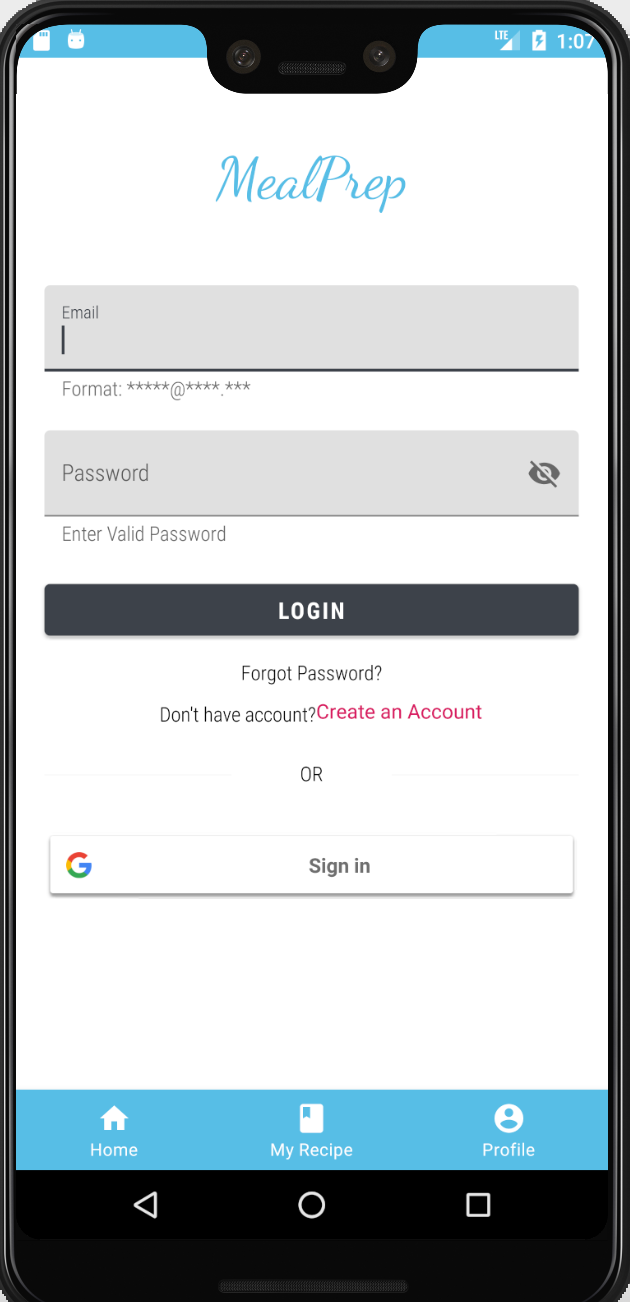 LTE 1:07
MealPrep
Email
Format: *****@****.***
Password
Enter Valid Password
LOGIN
Forgot Password?
Don't have account?Create an Account
OR
Sign in
Home My Recipe Profile